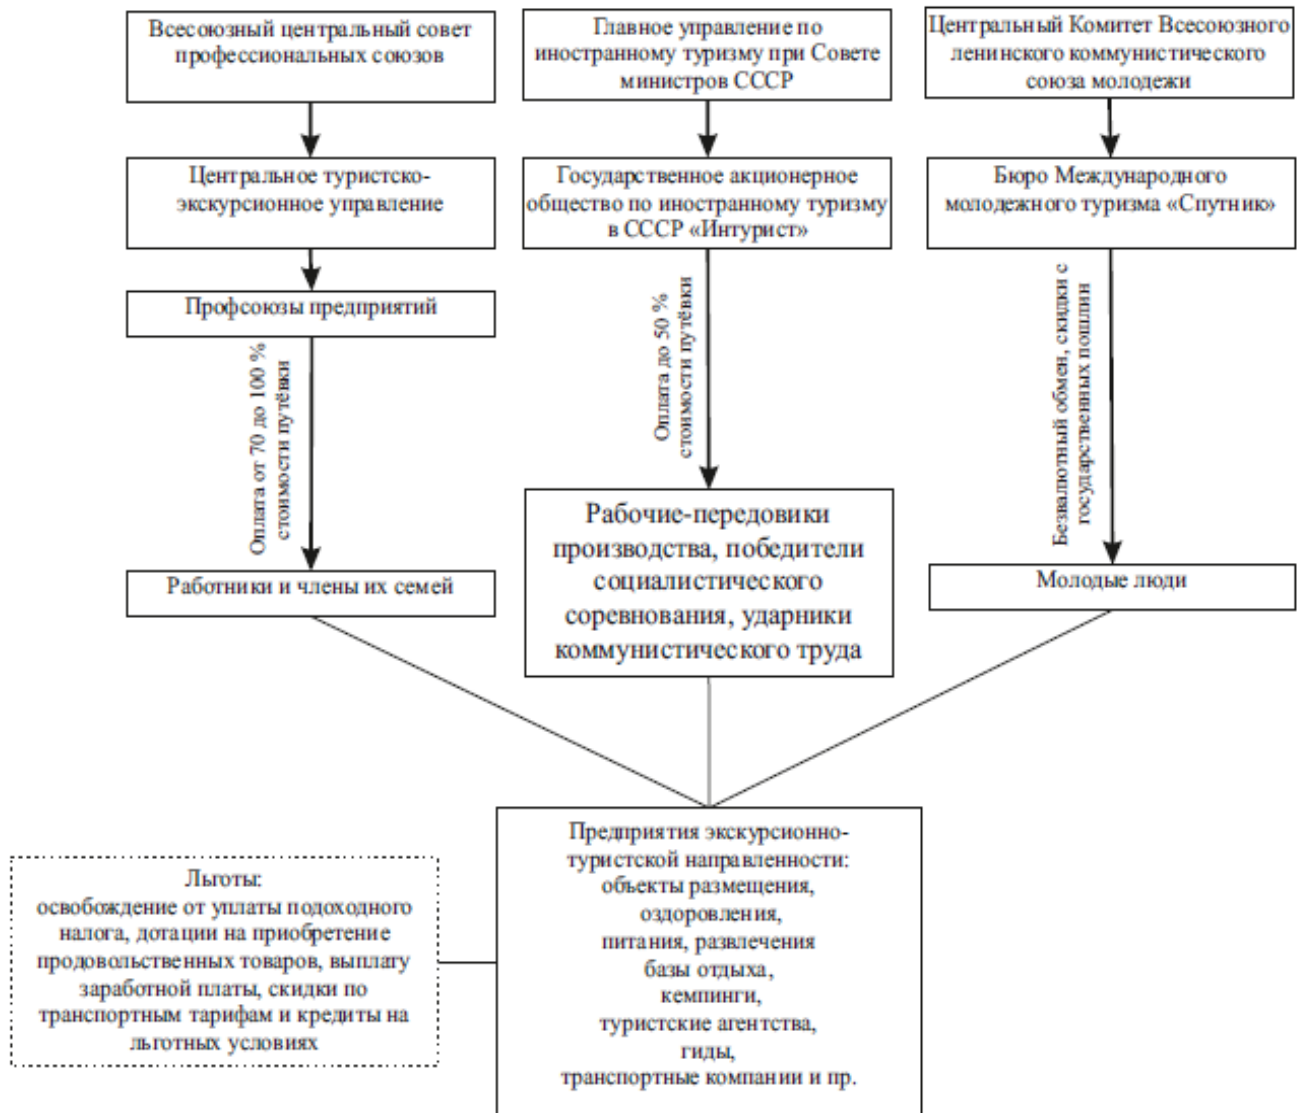 Всесоюзный центральный совет
профессиональных союзов
Главное управление по
иностранному туризму при Совете
министров СССР
Центральный Комитет Всесоюзного
ленинского коммунистического
союза молодежи
Центральное туристско-
экскурсионное управление
Государственное акционерное
общество по иностранному туризму
в СССР «Интурист»
Бюро Международного
молодежного туризма «Спутник»
Профсоюзы предприятий
Оплата от 70 до 100 %
стоимости путёвки
Оплата до 50 %
стоимости путёвки
Безвалютный обмен, скидки с
государственных пошлин
Работники и члены их семей
Рабочие-передовики
производства, победители
социалистического
соревнования, ударники
коммунистического труда
Молодые люди
Льготы:
освобождение от уплаты подоходного
налога, дотации на приобретение
продовольственных товаров, выплату
заработной платы, скидки по
транспортным тарифам и кредиты на
льготных условиях
Предприятия экскурсионно-
туристской направленности:
объекты размещения,
оздоровления,
питания, развлечения
базы отдыха,
кемпинги,
туристские агентства,
гиды,
транспортные компании и пр.